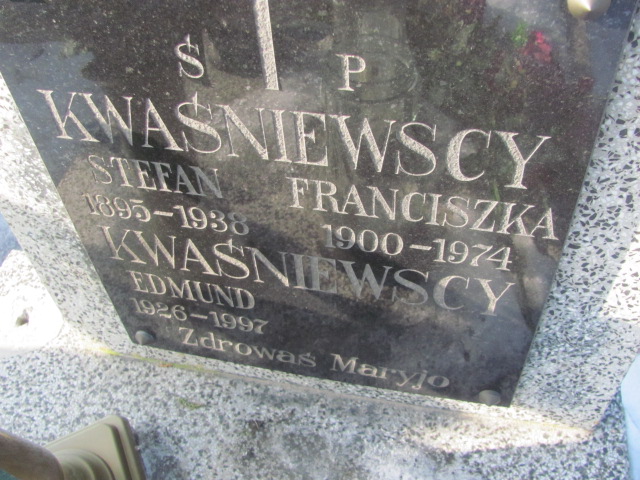 Ś P
KWAŚNIEWSCY
STEFAN FRANCISZKA
1895-1938 1900-1974
KWAŚNIEWSCY
EDMUND
1926-1997
Zdrowaś Maryjo